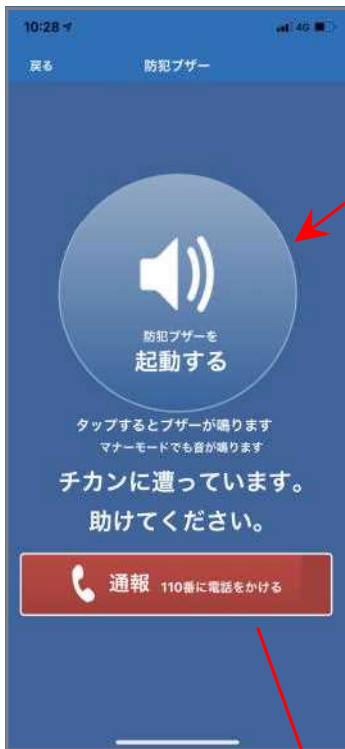 10:28
4G
戻る
防犯ブザー
防犯ブザーを
起動する
タップするとブザーが鳴ります
マナーモードでも音が鳴ります
チカンに遭っています。
助けてください。
通報 110番に電話をかける